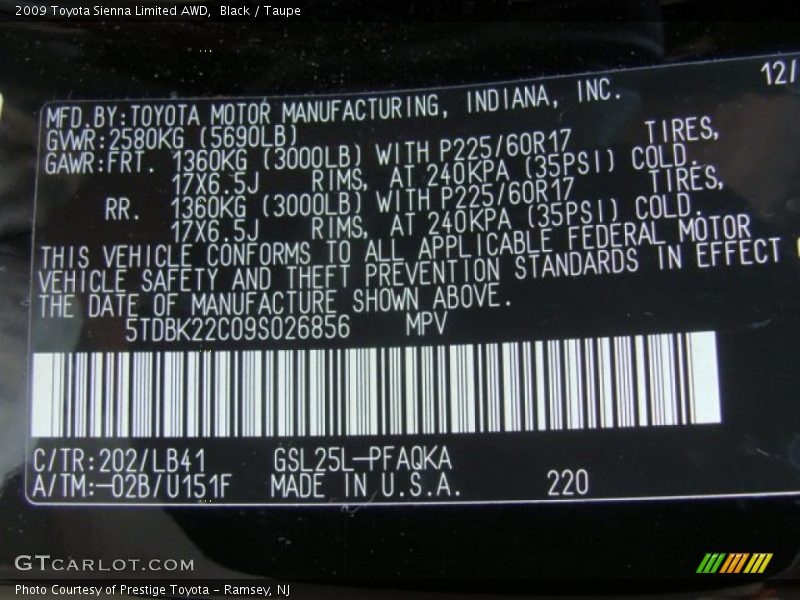 2009 Toyota Sienna Limited AWD,  Black / Taupe
12/
MFD.BY:TOYOTA MOTOR MANUFACTURING, INDIANA, INC.
GVWR:2580KG (5690LB)
GAWR:FRT. 1360KG (3000LB) WITH P225/60R17 TIRES,
17X6.5J RIMS, AT 240KPA (35PSI) COLD.
RR. 1360KG (3000LB) WITH P225/60R17 TIRES,
17X6.5J RIMS, AT 240KPA (35PSI) COLD.
THIS VEHICLE CONFORMS TO ALL APPLICABLE FEDERAL MOTOR
VEHICLE SAFETY AND THEFT PREVENTION STANDARDS IN EFFECT
THE DATE OF MANUFACTURE SHOWN ABOVE.
5TDBK22C09S026856 MPV
C/TR:202/LB41 GSL25L-PFAQKA
A/TM:-02B/U151F MADE IN U.S.A. 220
GTCARLOT.COM
Photo Courtesy of Prestige Toyota - Ramsey, NJ